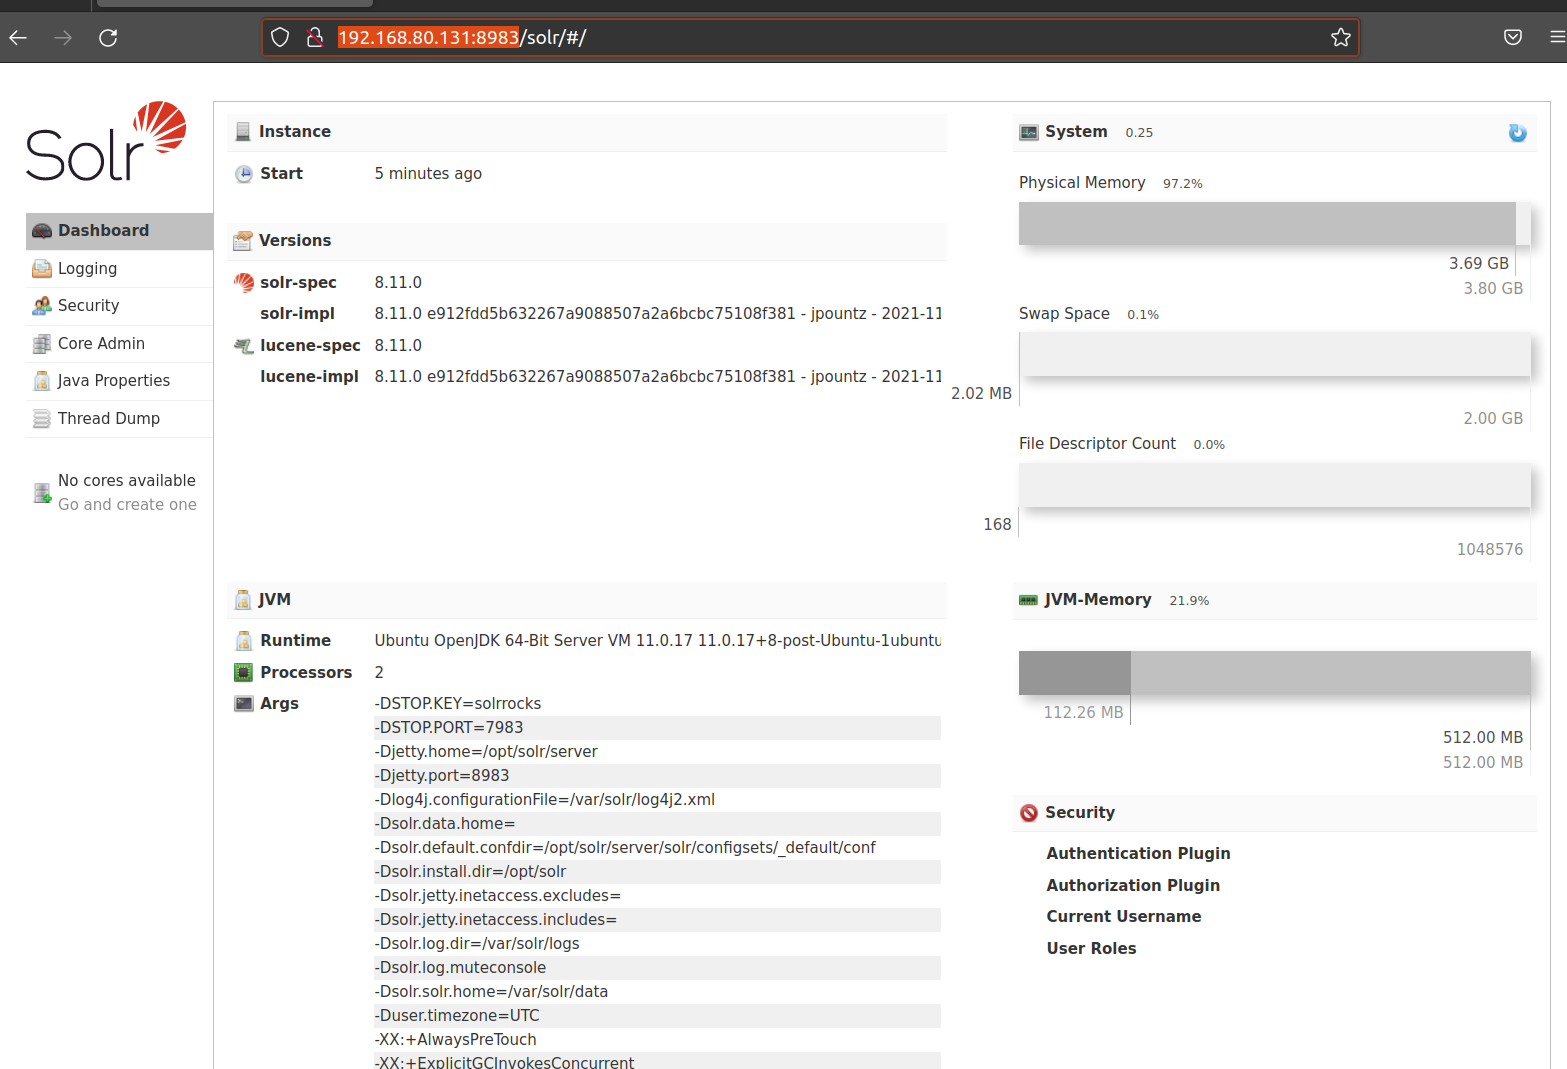 192.168.80.131:8983/solr/#/
Solr
Dashboard
Logging
Security
Core Admin
Java Properties
Thread Dump
No cores available
Go and create one
Instance
Start 5 minutes ago
Versions
solr-spec 8.11.0
solr-impl 8.11.0 e912fdd5b632267a9088507a2a6bcbc75108f381 - jpountz - 2021-11
lucene-spec 8.11.0
lucene-impl 8.11.0 e912fdd5b632267a9088507a2a6bcbc75108f381 - jpountz - 2021-11
JVM
Runtime Ubuntu OpenJDK 64-Bit Server VM 11.0.17 11.0.17+8-post-Ubuntu-1ubuntu
Processors 2
Args -DSTOP.KEY=solrrocks
-DSTOP.PORT=7983
-Djetty.home=/opt/solr/server
-Djetty.port=8983
-Dlog4j.configurationFile=/var/solr/log4j2.xml
-Dsolr.data.home=
-Dsolr.default.confdir=/opt/solr/server/solr/configsets/_default/conf
-Dsolr.install.dir=/opt/solr
-Dsolr.jetty.inetaccess.excludes=
-Dsolr.jetty.inetaccess.includes=
-Dsolr.log.dir=/var/solr/logs
-Dsolr.log.muteconsole
-Dsolr.solr.home=/var/solr/data
-Duser.timezone=UTC
-XX:+AlwaysPreTouch
-XX:+ExplicitGCInvokesConcurrent
System 0.25
Physical Memory 97.2%
3.69 GB
3.80 GB
Swap Space 0.1%
2.02 MB
2.00 GB
File Descriptor Count 0.0%
168
1048576
JVM-Memory 21.9%
112.26 MB
512.00 MB
512.00 MB
Security
Authentication Plugin
Authorization Plugin
Current Username
User Roles